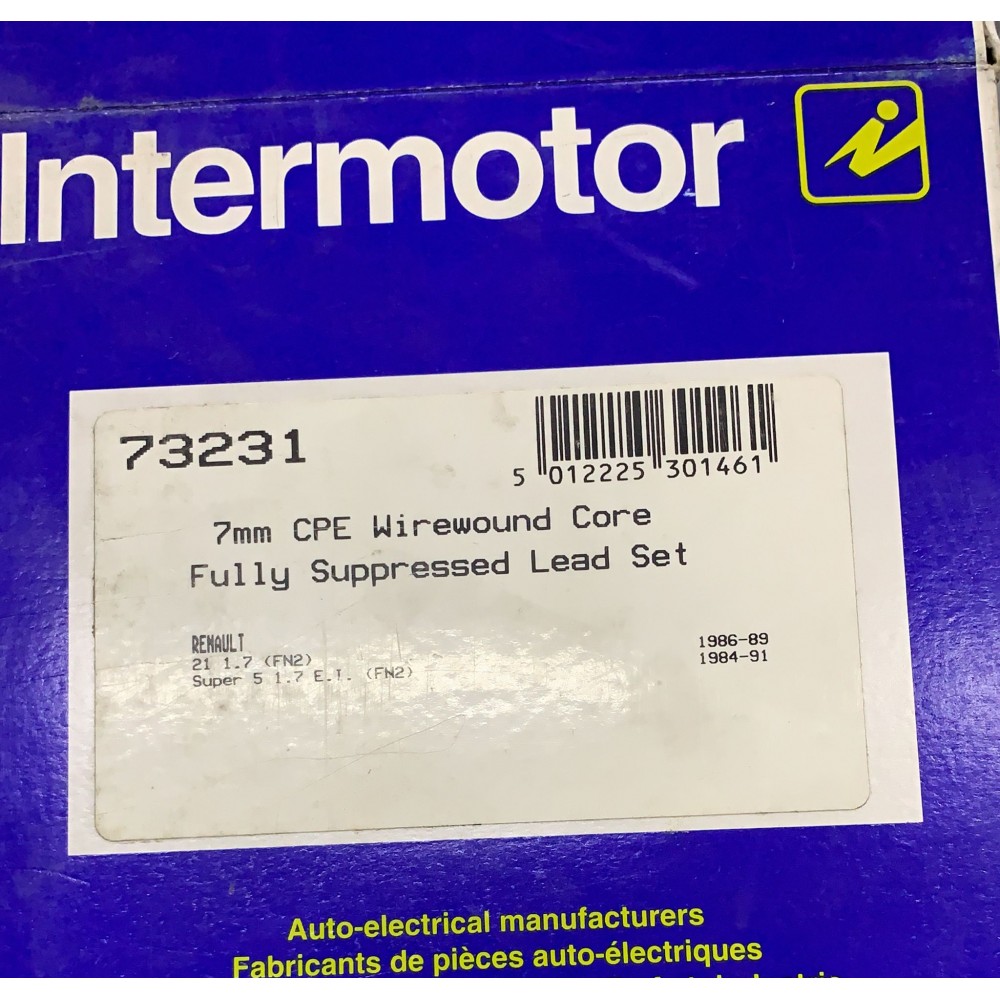 Intermotor
73231
5 012225 301461
7mm CPE Wirewound Core
Fully Suppressed Lead Set
RENAULT
21 1.7 (FN2) 1986-89
Super 5 1.7 E.T. (FN2) 1984-91
Auto-electrical manufacturers
Fabricants de pièces auto-électriques